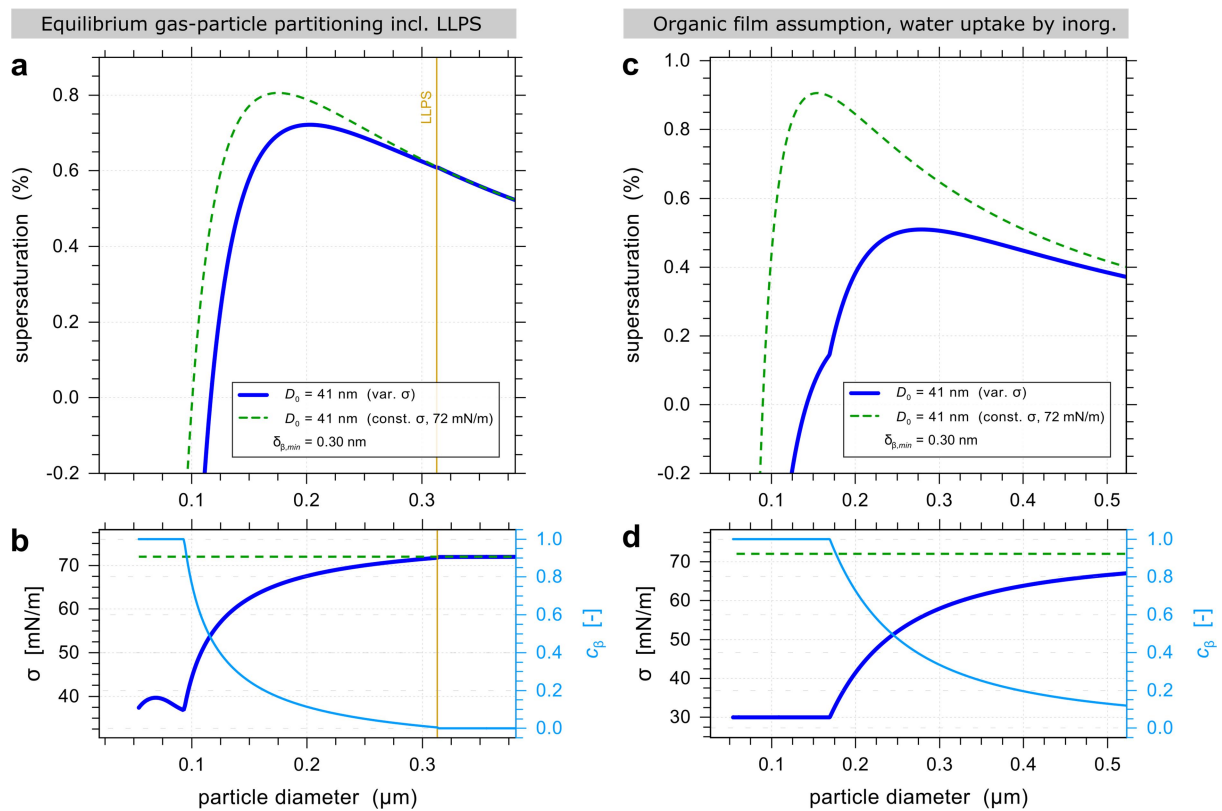 Equilibrium gas-particle partitioning incl. LLPS
Organic film assumption, water uptake by inorg.
a
supersaturation (%)
0.8
0.6
0.4
0.2
0.0
-0.2
LLPS
D₀ = 41 nm (var. σ)
D₀ = 41 nm (const. σ, 72 mN/m)
δβ,min = 0.30 nm
0.1 0.2 0.3
c
supersaturation (%)
1.0
0.8
0.6
0.4
0.2
0.0
-0.2
D₀ = 41 nm (var. σ)
D₀ = 41 nm (const. σ, 72 mN/m)
δβ,min = 0.30 nm
0.1 0.2 0.3 0.4 0.5
b
σ [mN/m]
70
60
50
40
1.0
0.8
0.6
0.4
0.2
0.0
cβ [-]
0.1 0.2 0.3
particle diameter (μm)
d
σ [mN/m]
70
60
50
40
30
1.0
0.8
0.6
0.4
0.2
0.0
cβ [-]
0.1 0.2 0.3 0.4 0.5
particle diameter (μm)